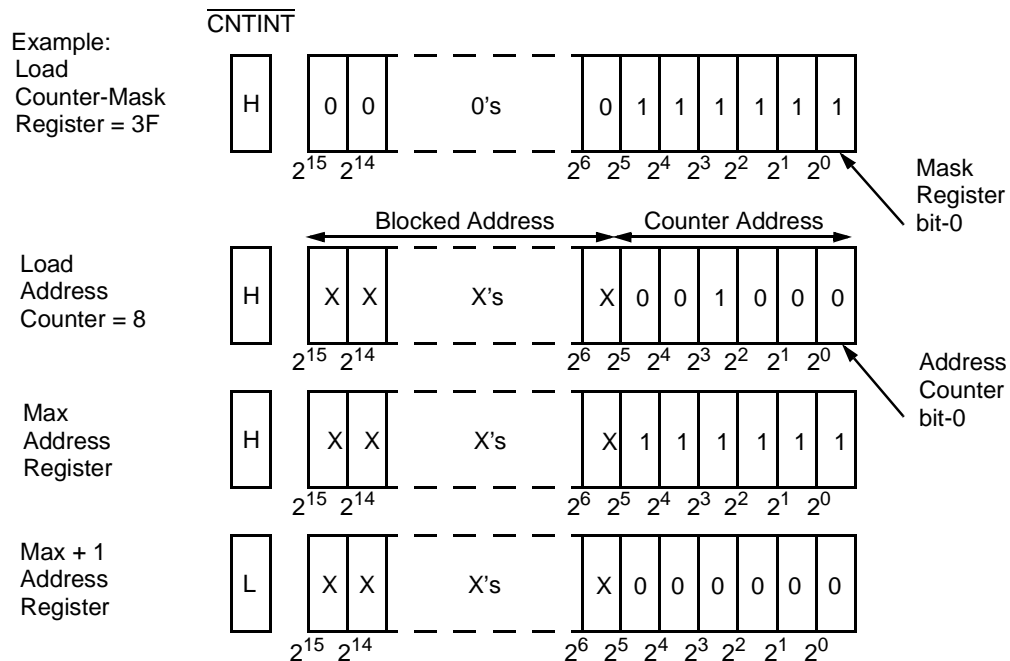 CNTINT
Example:
Load
Counter-Mask
Register = 3F
H
0 0 0's 0 1 1 1 1 1 1
2^15 2^14 2^6 2^5 2^4 2^3 2^2 2^1 2^0
Mask
Register
bit-0
Blocked Address Counter Address
Load
Address
Counter = 8
H
X X X's X 0 0 1 0 0 0
2^15 2^14 2^6 2^5 2^4 2^3 2^2 2^1 2^0
Address
Counter
bit-0
Max
Address
Register
H
X X X's X 1 1 1 1 1 1
2^15 2^14 2^6 2^5 2^4 2^3 2^2 2^1 2^0
Max + 1
Address
Register
L
X X X's X 0 0 0 0 0 0
2^15 2^14 2^6 2^5 2^4 2^3 2^2 2^1 2^0